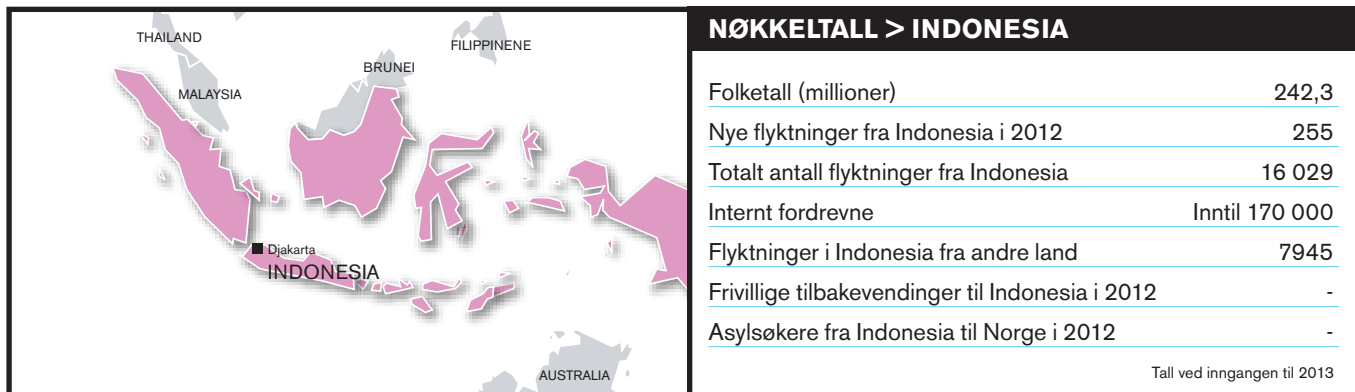 THAILAND
FILIPPINENE
BRUNEI
MALAYSIA
Djakarta
INDONESIA
AUSTRALIA
NØKKELTALL > INDONESIA
Folketall (millioner) 242,3
Nye flyktninger fra Indonesia i 2012 255
Totalt antall flyktninger fra Indonesia 16 029
Internt fordrevne Inntil 170 000
Flyktninger i Indonesia fra andre land 7945
Frivillige tilbakevendinger til Indonesia i 2012 -
Asylsøkere fra Indonesia til Norge i 2012 -
Tall ved inngangen til 2013